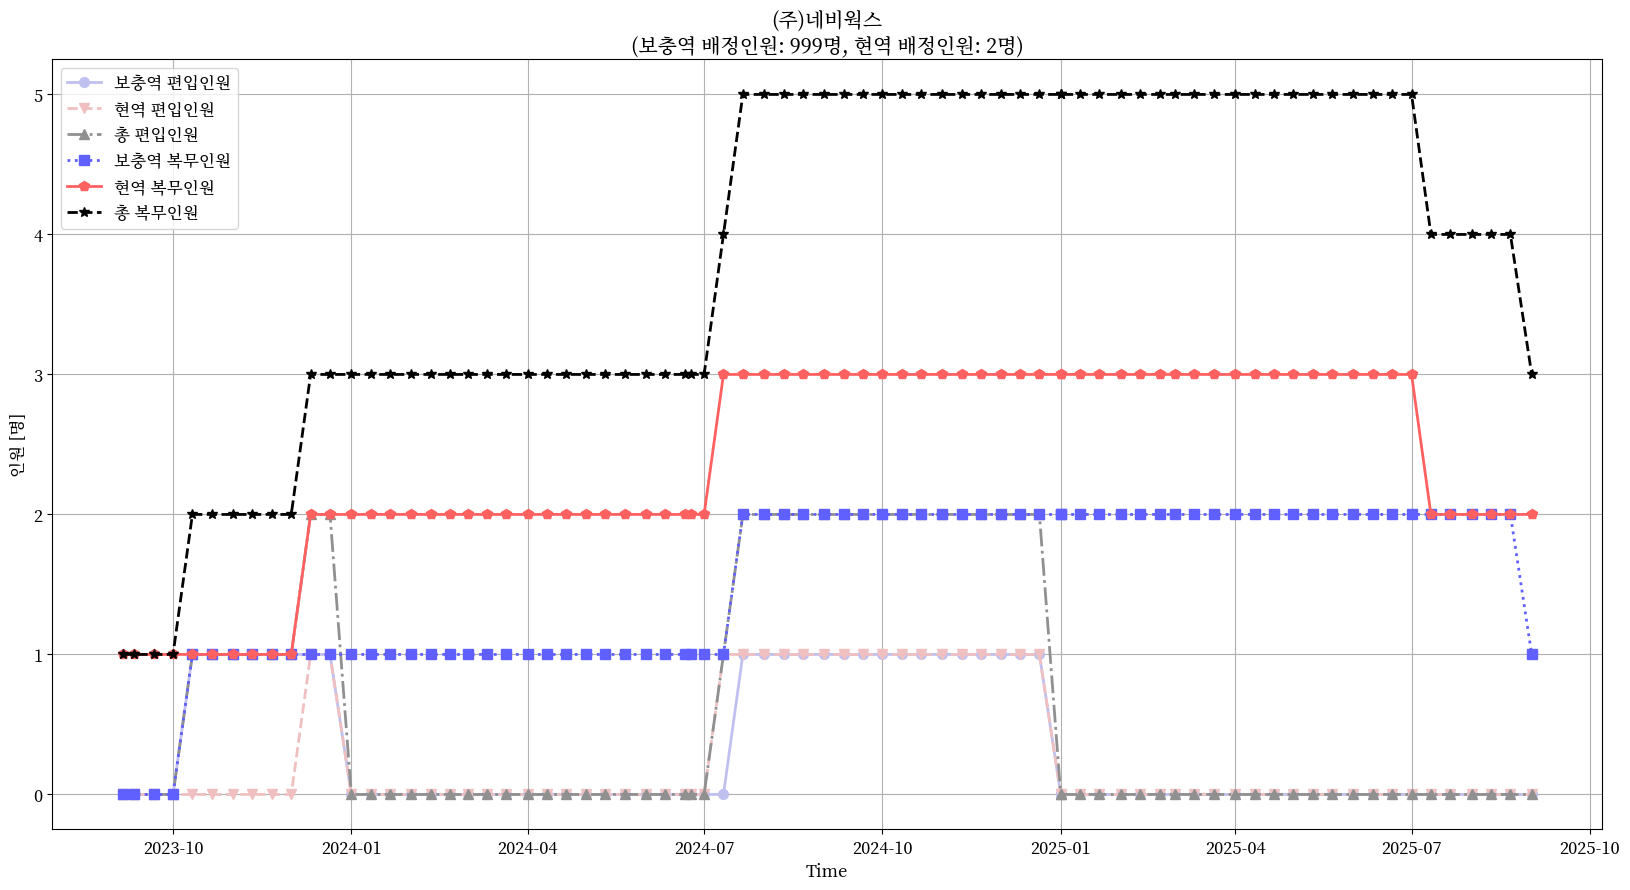 (주)네비웍스
(보충역 배정인원: 999명, 현역 배정인원: 2명)
보충역 편입인원
현역 편입인원
총 편입인원
보충역 복무인원
현역 복무인원
총 복무인원
5
4
3
2
1
0
인원 [명]
2023-10 2024-01 2024-04 2024-07 2024-10 2025-01 2025-04 2025-07 2025-10
Time